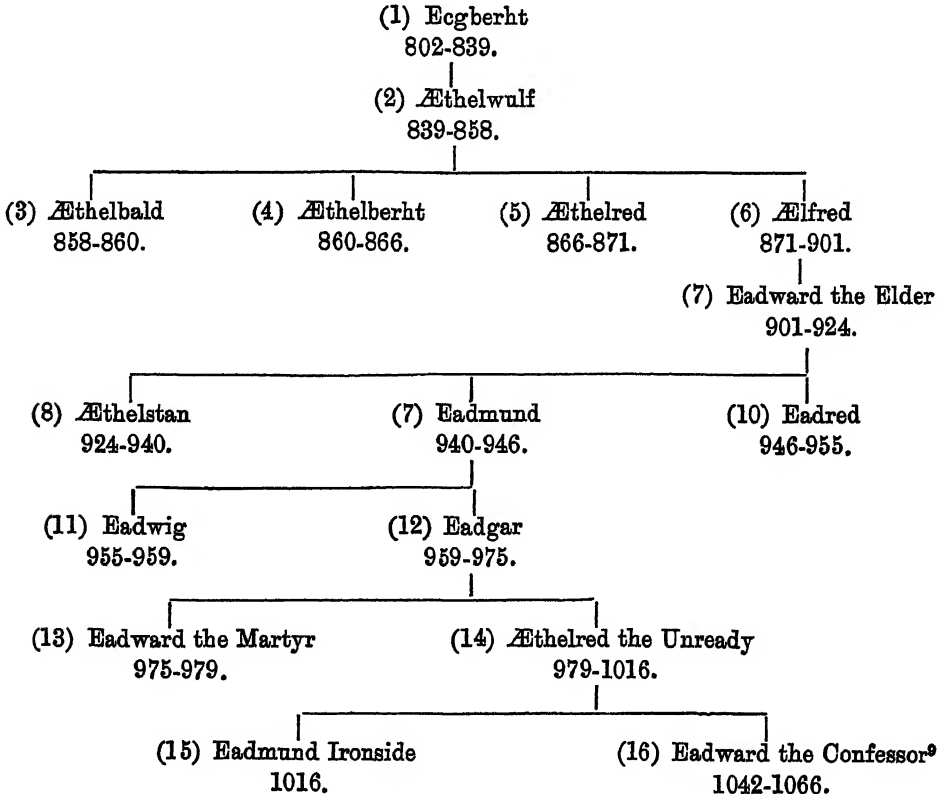 (1) Ecgberht
802-839.
(2) Æthelwulf
839-858.
(3) Æthelbald (4) Æthelberht (5) Æthelred (6) Ælfred
858-860. 860-866. 866-871. 871-901.
(7) Eadward the Elder
901-924.
(8) Æthelstan (7) Eadmund (10) Eadred
924-940. 940-946. 946-955.
(11) Eadwig (12) Eadgar
955-959. 959-975.
(13) Eadward the Martyr (14) Æthelred the Unready
975-979. 979-1016.
(15) Eadmund Ironside (16) Eadward the Confessor⁹
1016. 1042-1066.